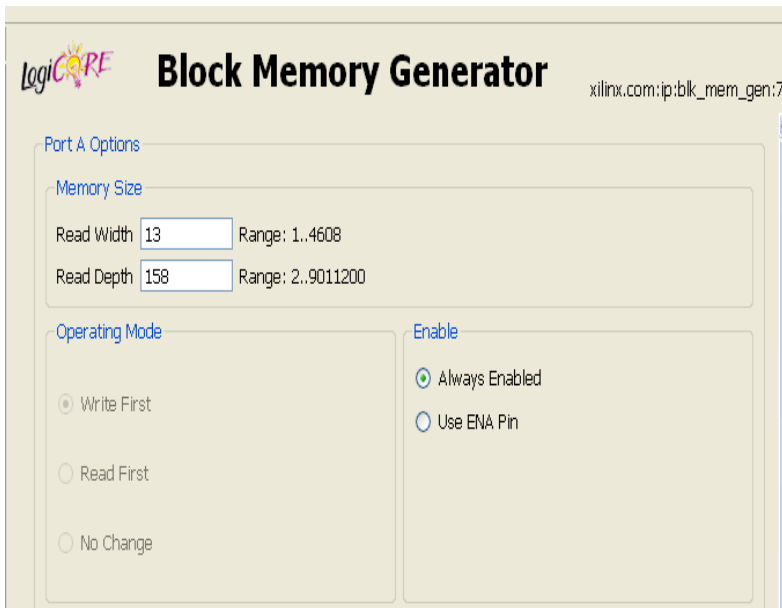 LogiCORE
Block Memory Generator
xilinx.com:ip:blk_mem_gen:7
Port A Options
Memory Size
Read Width 13 Range: 1..4608
Read Depth 158 Range: 2..9011200
Operating Mode
Write First
Read First
No Change
Enable
Always Enabled
Use ENA Pin